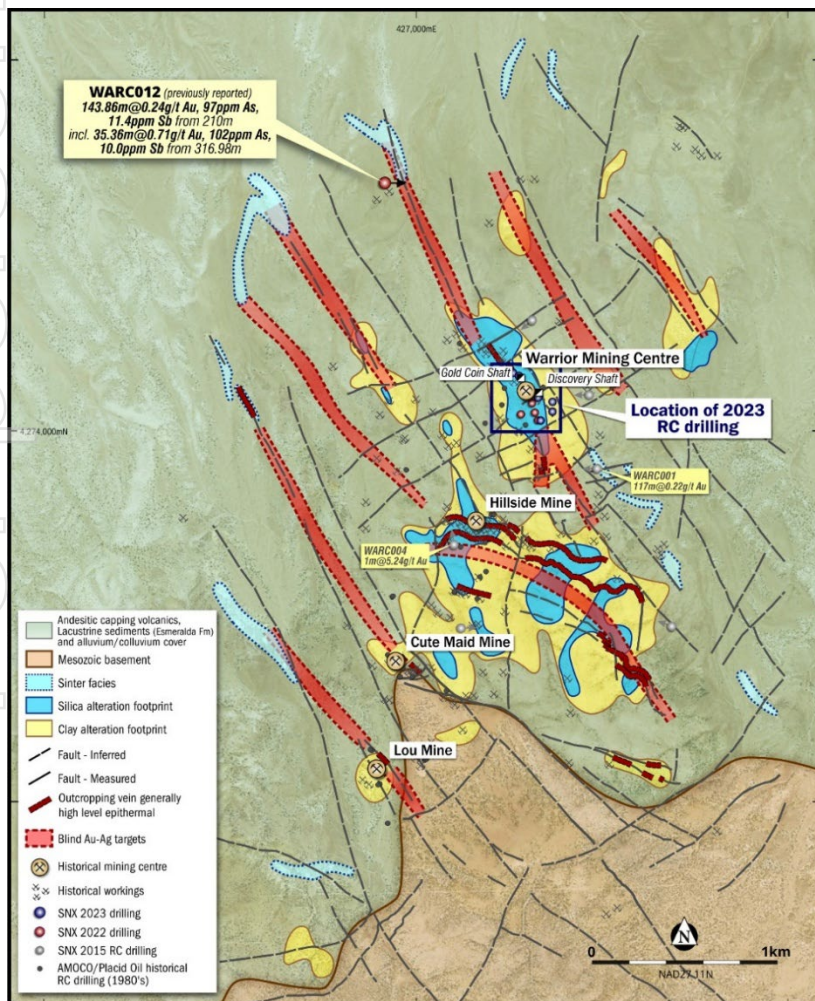 427,000mE
WARC012 (previously reported)
143.86m@0.24g/t Au, 97ppm As,
11.4ppm Sb from 210m
incl. 35.36m@0.71g/t Au, 102ppm As,
10.0ppm Sb from 316.98m
Warrior Mining Centre
Gold Coin Shaft
Discovery Shaft
Location of 2023
RC drilling
4,274,000mN
WARC001
117m@0.22g/t Au
Hillside Mine
WARC004
1m@5.24g/t Au
Cute Maid Mine
Lou Mine
Andesitic capping volcanics,
Lacustrine sediments (Esmeralda Fm)
and alluvium/colluvium cover
Mesozoic basement
Sinter facies
Silica alteration footprint
Clay alteration footprint
Fault - Inferred
Fault - Measured
Outcropping vein generally
high level epithermal
Blind Au-Ag targets
Historical mining centre
Historical workings
SNX 2023 drilling
SNX 2022 drilling
SNX 2015 RC drilling
AMOCO/Placid Oil historical
RC drilling (1980's)
N
0 1km
NAD27-11N